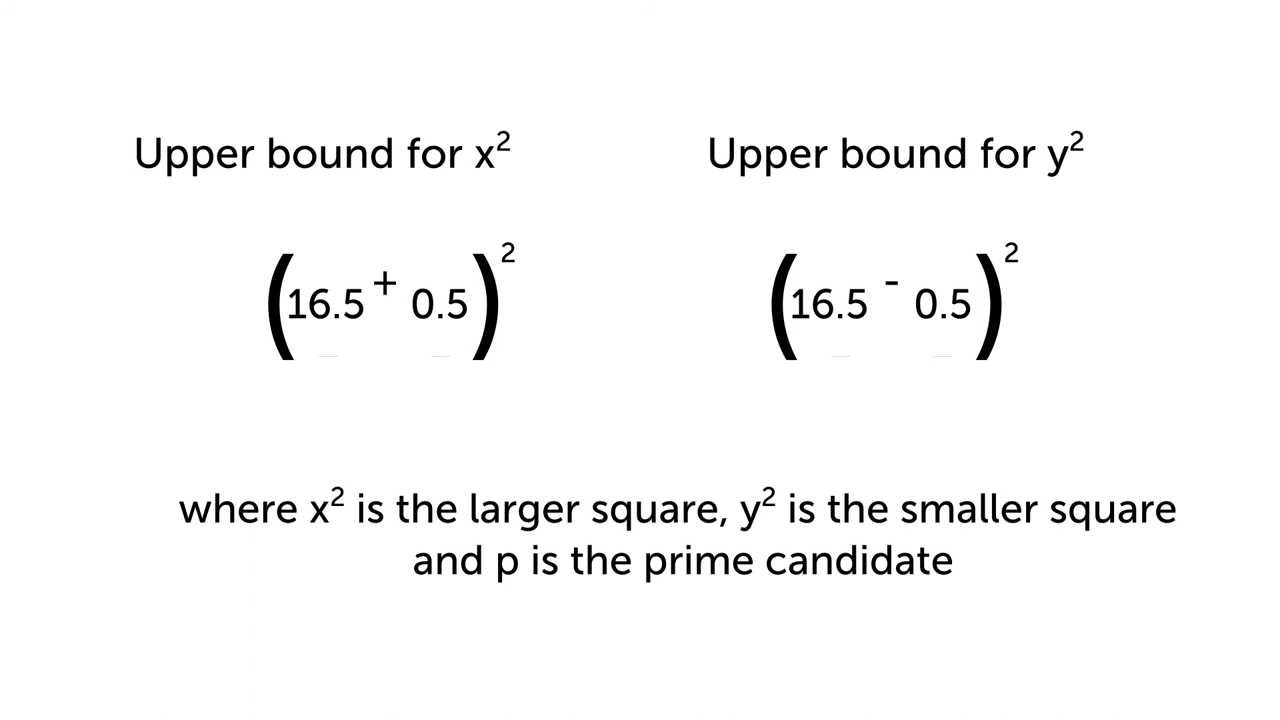 Upper bound for x²
Upper bound for y²
(16.5 + 0.5)²
(16.5 - 0.5)²
where x² is the larger square, y² is the smaller square
and p is the prime candidate